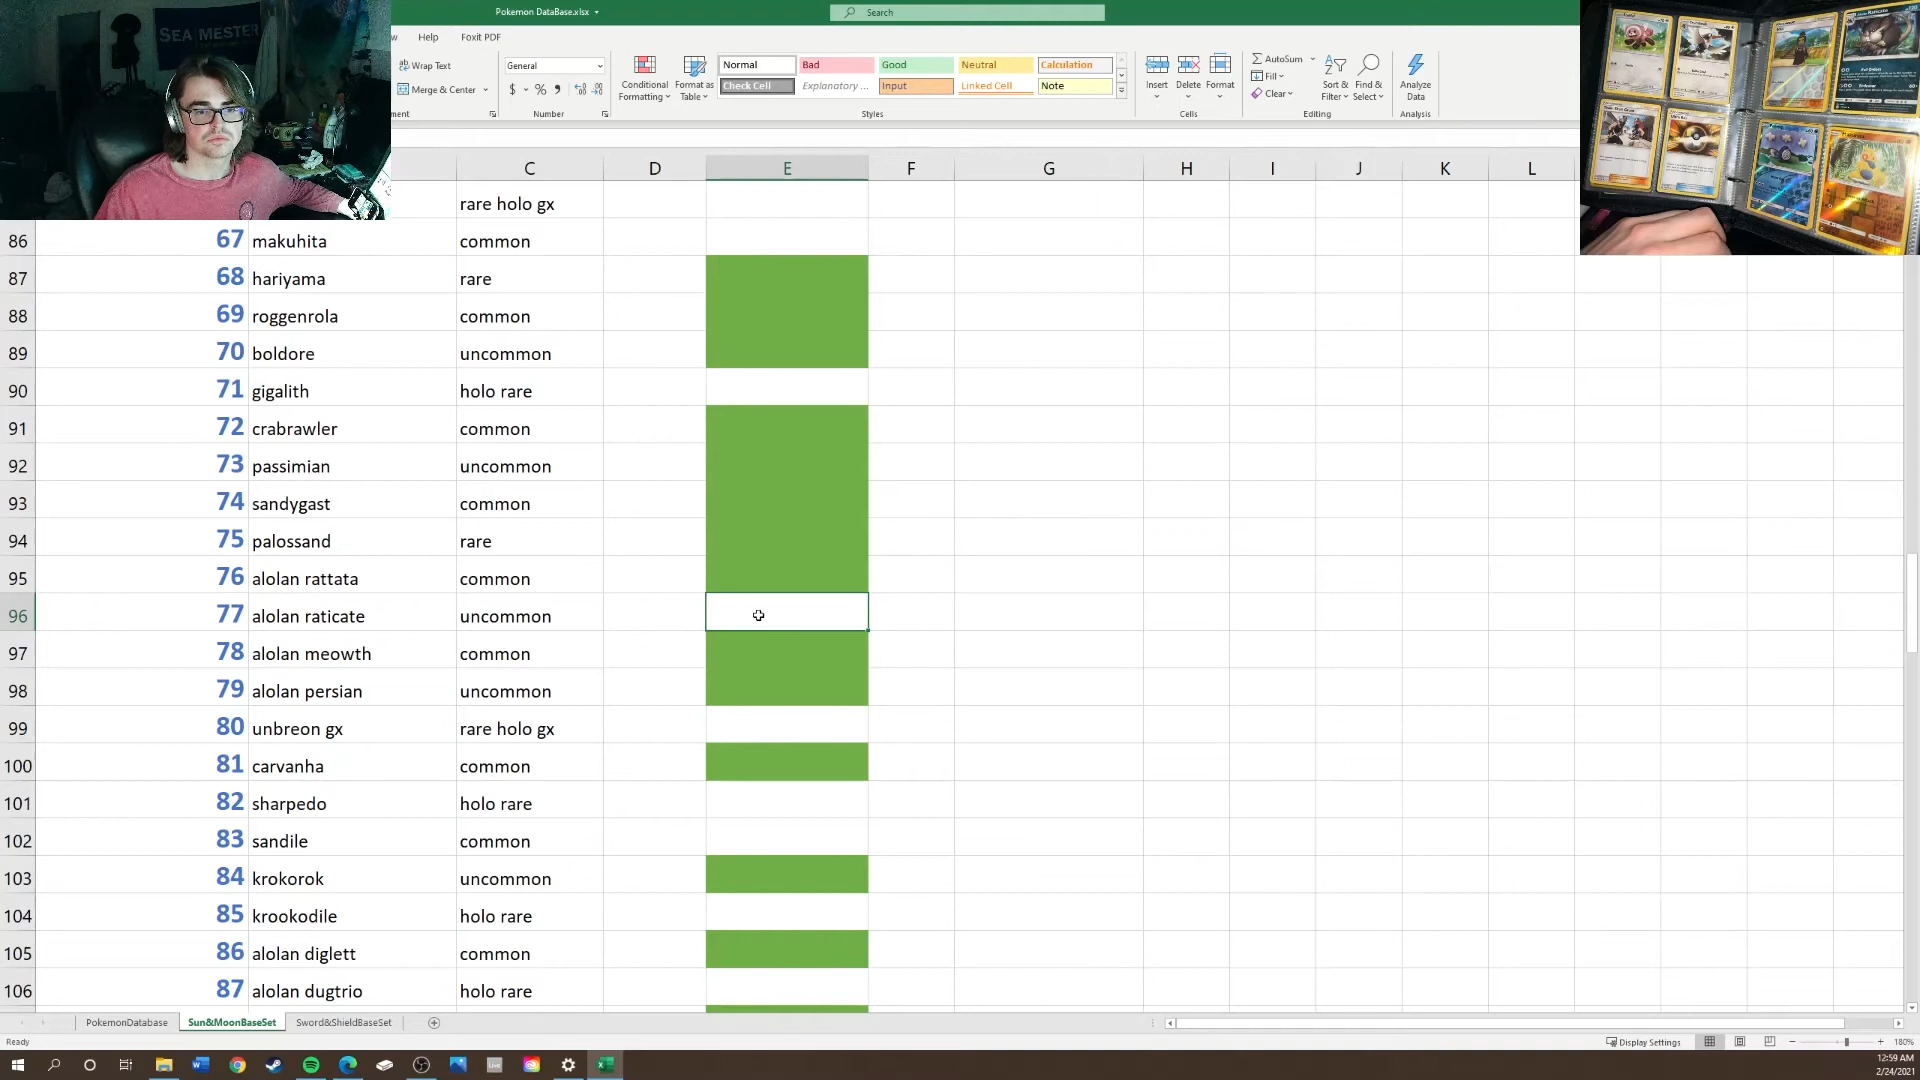 Pokemon DataBase.xlsx
Search
SEA MESTER
Help Foxit PDF
Wrap Text
Merge & Center
General
$ % ,
Number
Conditional Formatting
Format as Table
Normal Bad Good Neutral Calculation
Check Cell Explanatory ... Input Linked Cell Note
Styles
Insert Delete Format
Cells
AutoSum
Fill
Clear
Sort & Filter
Find & Select
Editing
Analyze Data
Analysis
C D E F G H I J K L
rare holo gx
86 67 makuhita common
87 68 hariyama rare
88 69 roggenrola common
89 70 boldore uncommon
90 71 gigalith holo rare
91 72 crabrawler common
92 73 passimian uncommon
93 74 sandygast common
94 75 palossand rare
95 76 alolan rattata common
96 77 alolan raticate uncommon
97 78 alolan meowth common
98 79 alolan persian uncommon
99 80 unbreon gx rare holo gx
100 81 carvanha common
101 82 sharpedo holo rare
102 83 sandile common
103 84 krokorok uncommon
104 85 krookodile holo rare
105 86 alolan diglett common
106 87 alolan dugtrio holo rare
PokemonDatabase Sun&MoonBaseSet Sword&ShieldBaseSet
Ready
Display Settings
180%
12:59 AM
2/24/2021